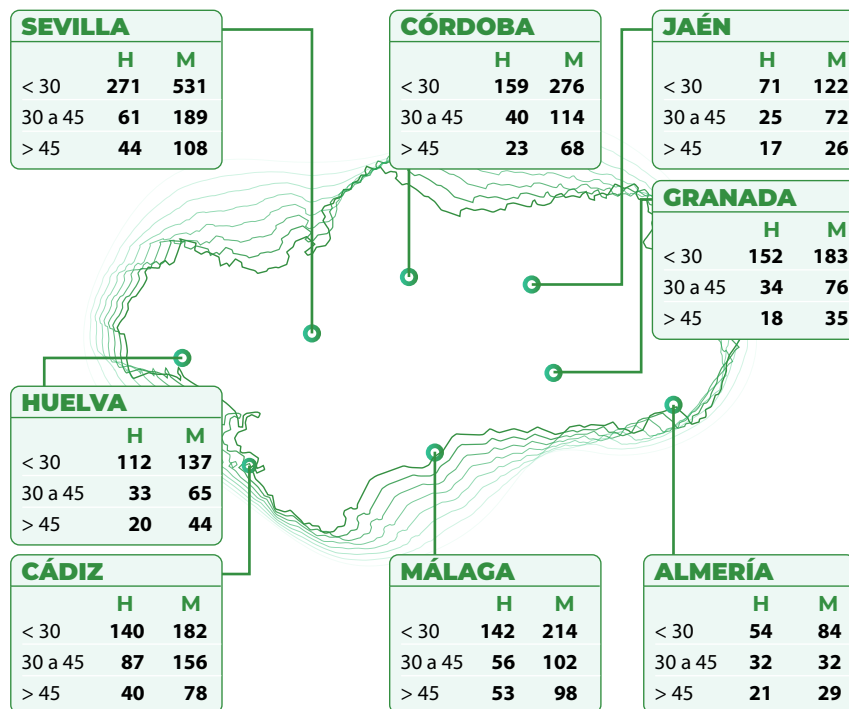 SEVILLA
H M
< 30 271 531
30 a 45 61 189
> 45 44 108
CÓRDOBA
H M
< 30 159 276
30 a 45 40 114
> 45 23 68
JAÉN
H M
< 30 71 122
30 a 45 25 72
> 45 17 26
GRANADA
H M
< 30 152 183
30 a 45 34 76
> 45 18 35
HUELVA
H M
< 30 112 137
30 a 45 33 65
> 45 20 44
CÁDIZ
H M
< 30 140 182
30 a 45 87 156
> 45 40 78
MÁLAGA
H M
< 30 142 214
30 a 45 56 102
> 45 53 98
ALMERÍA
H M
< 30 54 84
30 a 45 32 32
> 45 21 29